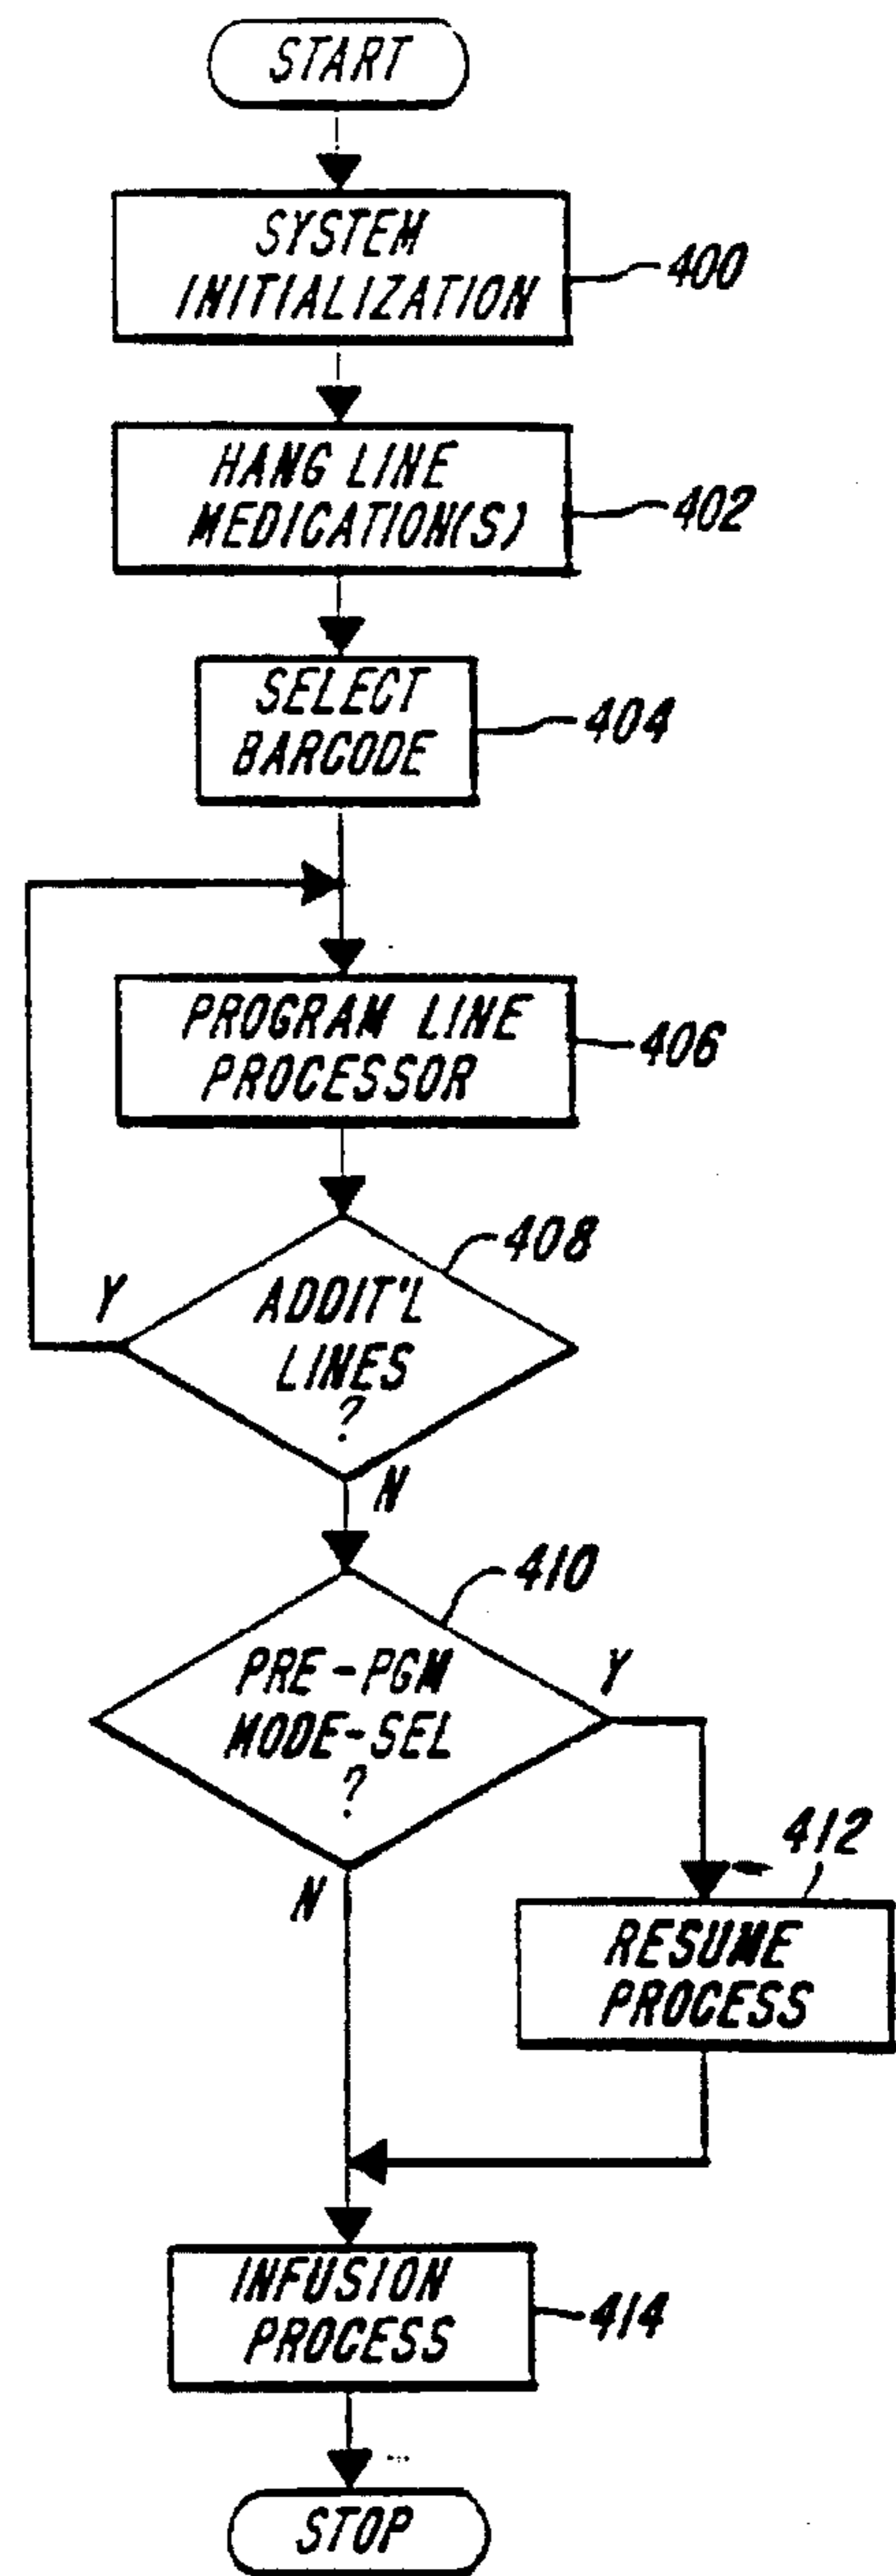 START
SYSTEM
INITIALIZATION
400
HANG LINE
MEDICATION(S)
402
SELECT
BARCODE
404
PROGRAM LINE
PROCESSOR
406
408
Y
ADDIT'L
LINES
?
N
410
PRE-PGM
MODE-SEL
?
Y
N
412
RESUME
PROCESS
INFUSION
PROCESS
414
STOP